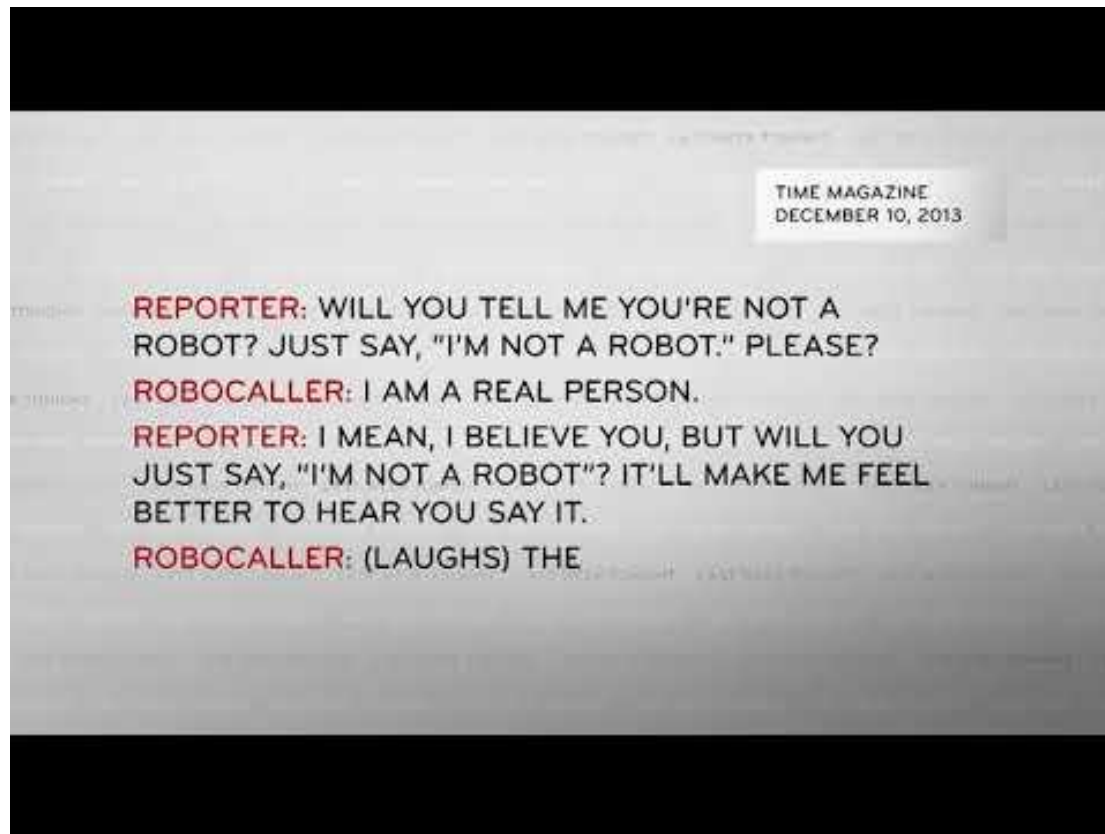 TIME MAGAZINE
DECEMBER 10, 2013
REPORTER: WILL YOU TELL ME YOU'RE NOT A
ROBOT? JUST SAY, "I'M NOT A ROBOT." PLEASE?
ROBOCALLER: I AM A REAL PERSON.
REPORTER: I MEAN, I BELIEVE YOU, BUT WILL YOU
JUST SAY, "I'M NOT A ROBOT"? IT'LL MAKE ME FEEL
BETTER TO HEAR YOU SAY IT.
ROBOCALLER: (LAUGHS) THE